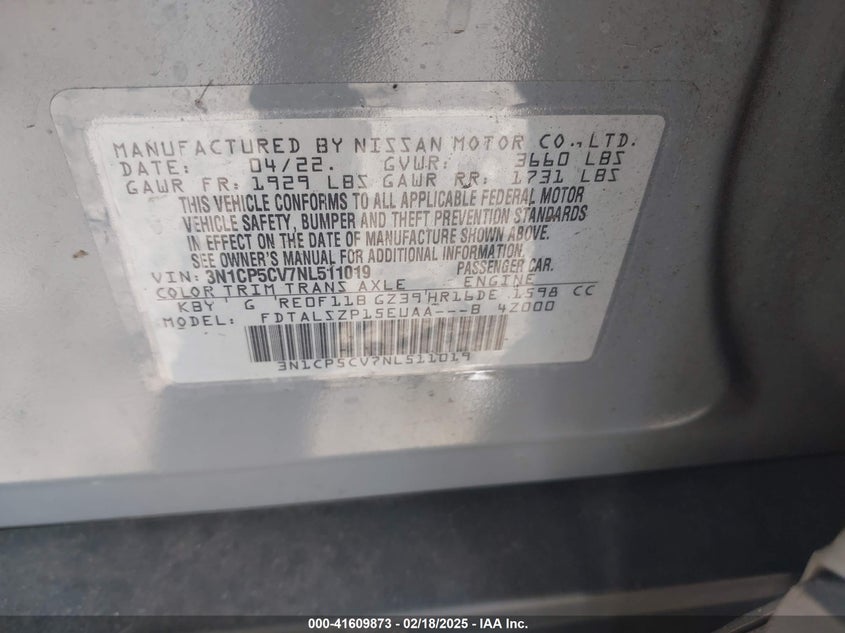 MANUFACTURED BY NISSAN MOTOR CO.,LTD.
DATE: 04/22. GVWR: 3660 LBS
GAWR FR: 1929 LBS GAWR RR: 1731 LBS
THIS VEHICLE CONFORMS TO ALL APPLICABLE FEDERAL MOTOR
VEHICLE SAFETY, BUMPER AND THEFT PREVENTION STANDARDS
IN EFFECT ON THE DATE OF MANUFACTURE SHOWN ABOVE.
SEE OWNER'S MANUAL FOR ADDITIONAL INFORMATION.
VIN: 3N1CP5CV7NL511019 PASSENGER CAR.
COLOR TRIM TRANS AXLE ENGINE
KBY G RE0F11B GZ39 HR16DE 1598 CC
MODEL: FDTALSZP15EUAA---B 4Z000
3N1CP5CV7NL511019
000-41609873 - 02/18/2025 - IAA Inc.